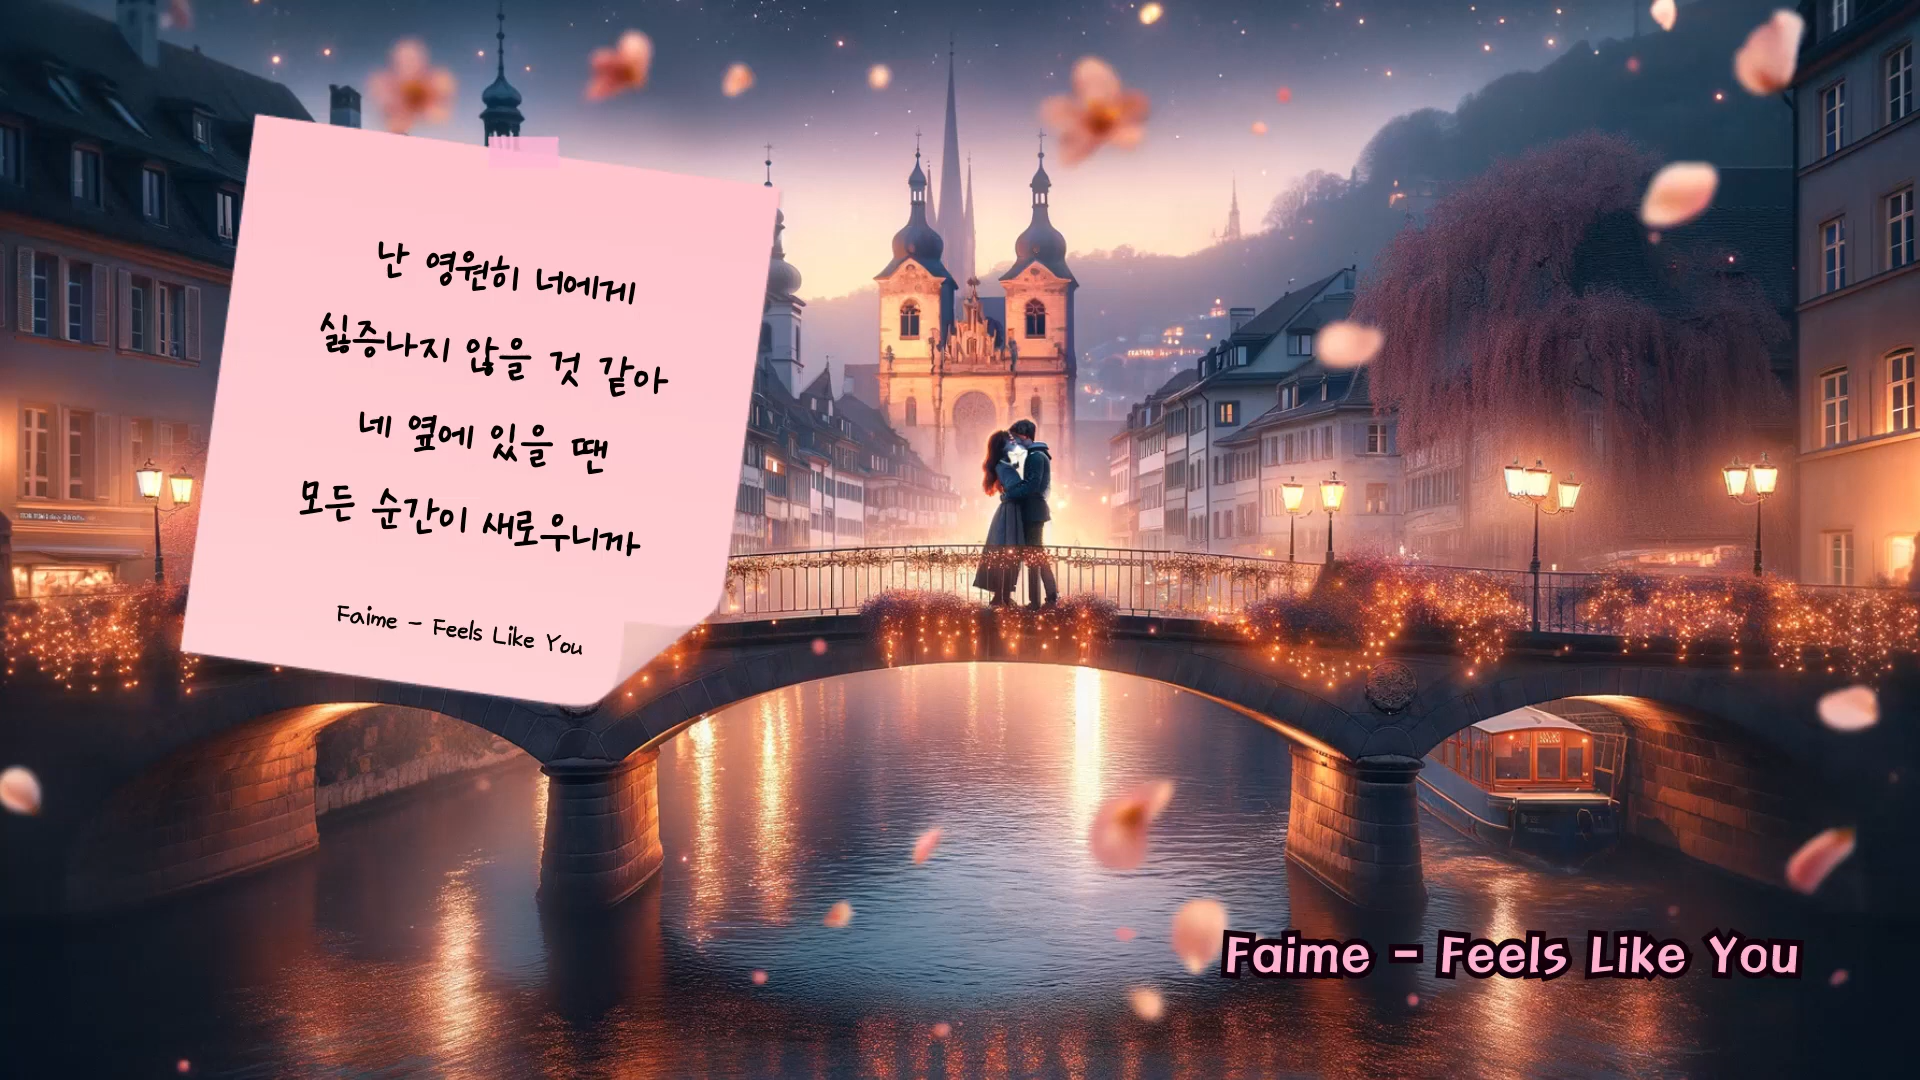 난 영원히 너에게
싫증나지 않을 것 같아
네 옆에 있을 땐
모든 순간이 새로우니까
Faime - Feels Like You
Faime - Feels Like You